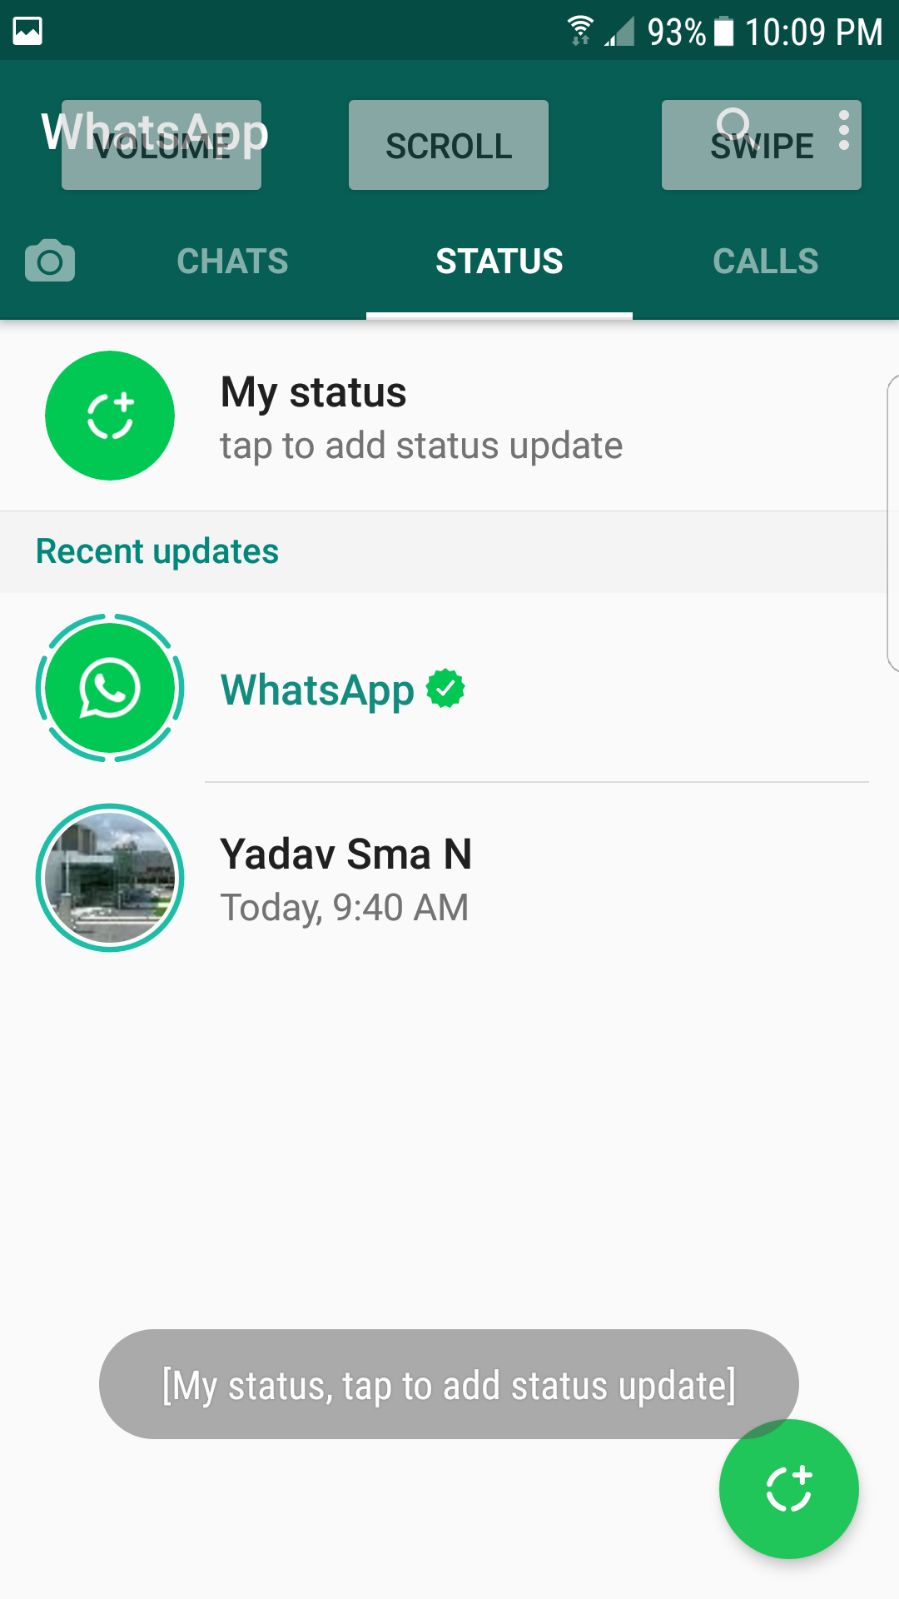 93% 10:09 PM
WhatsApp
VOLUME SCROLL SWIPE
CHATS STATUS CALLS
My status
tap to add status update
Recent updates
WhatsApp
Yadav Sma N
Today, 9:40 AM
[My status, tap to add status update]